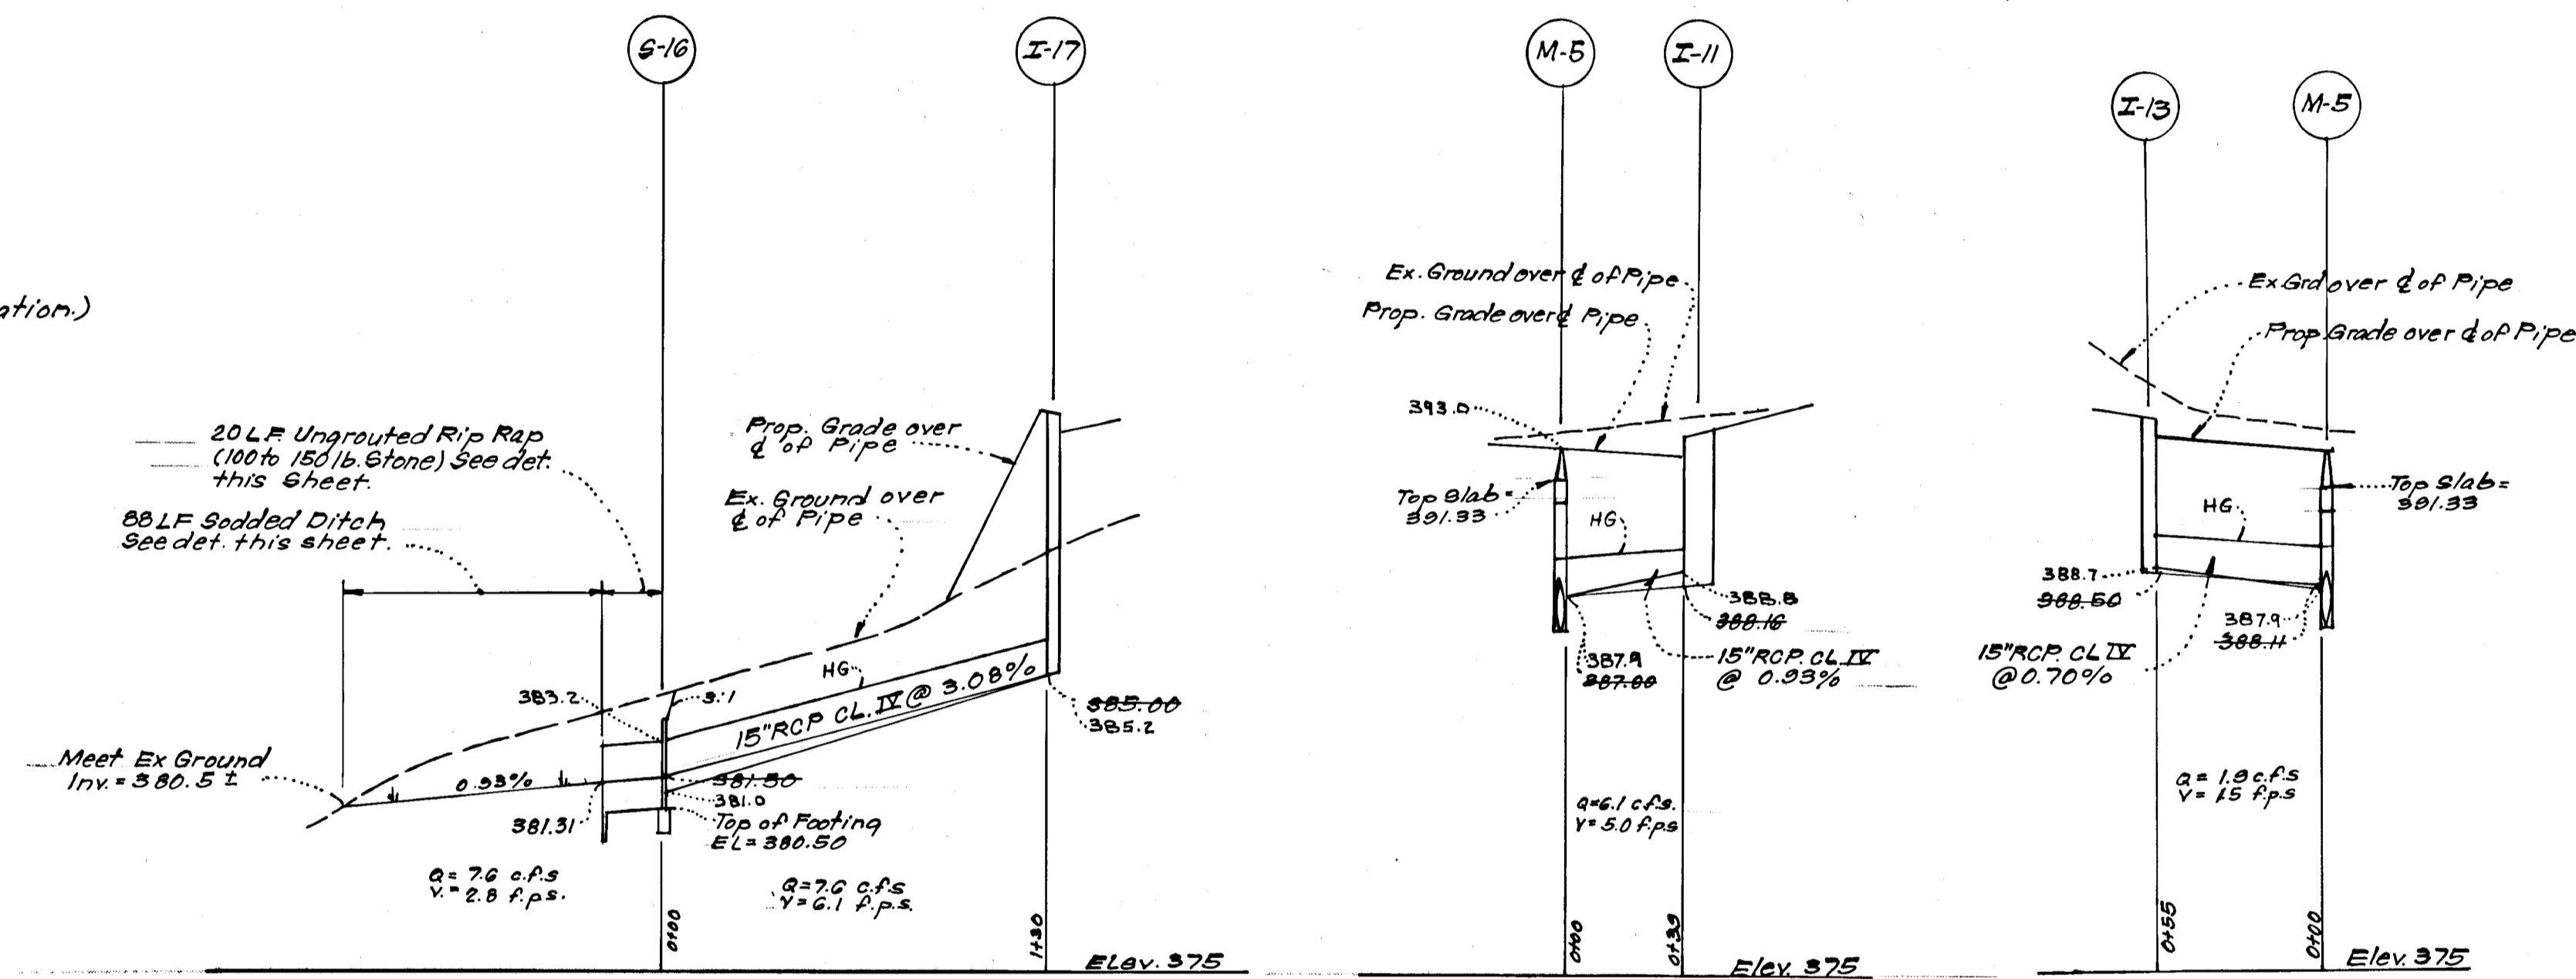 S-16
I-17
M-5
I-11
I-13
M-5
ation.)
20 L.F. Ungrouted Rip Rap
(100 to 150 lb. Stone) See det.
this Sheet.
88 LF Sodded Ditch
See det. this sheet.
Prop. Grade over
℄ of Pipe
Ex. Ground over
℄ of Pipe
HG
383.2
3:1
15" RCP CL. IV @ 3.08%
385.00
385.2
Meet Ex Ground
Inv. = 380.5 ±
0.93%
381.50
381.0
381.31
Top of Footing
EL = 380.50
Q = 7.6 c.f.s
V. = 2.8 f.p.s.
Q = 7.6 c.f.s
V = 6.1 f.p.s.
0+00
1+30
Elev. 375
Ex. Ground over ℄ of Pipe
Prop. Grade over ℄ Pipe
393.0
Top Slab =
391.33
HG
388.8
388.16
387.9
387.80
15" RCP. CL. IV
@ 0.93%
Q = 6.1 c.f.s.
V = 5.0 f.p.s
0+00
0+39
Elev. 375
Ex Grd over ℄ of Pipe
Prop. Grade over ℄ of Pipe
Top Slab =
391.33
HG
388.7
388.50
387.9
388.11
15" RCP. CL IV
@ 0.70%
Q = 1.9 c.f.s
V = 1.5 f.p.s
0+55
0+00
Elev. 375